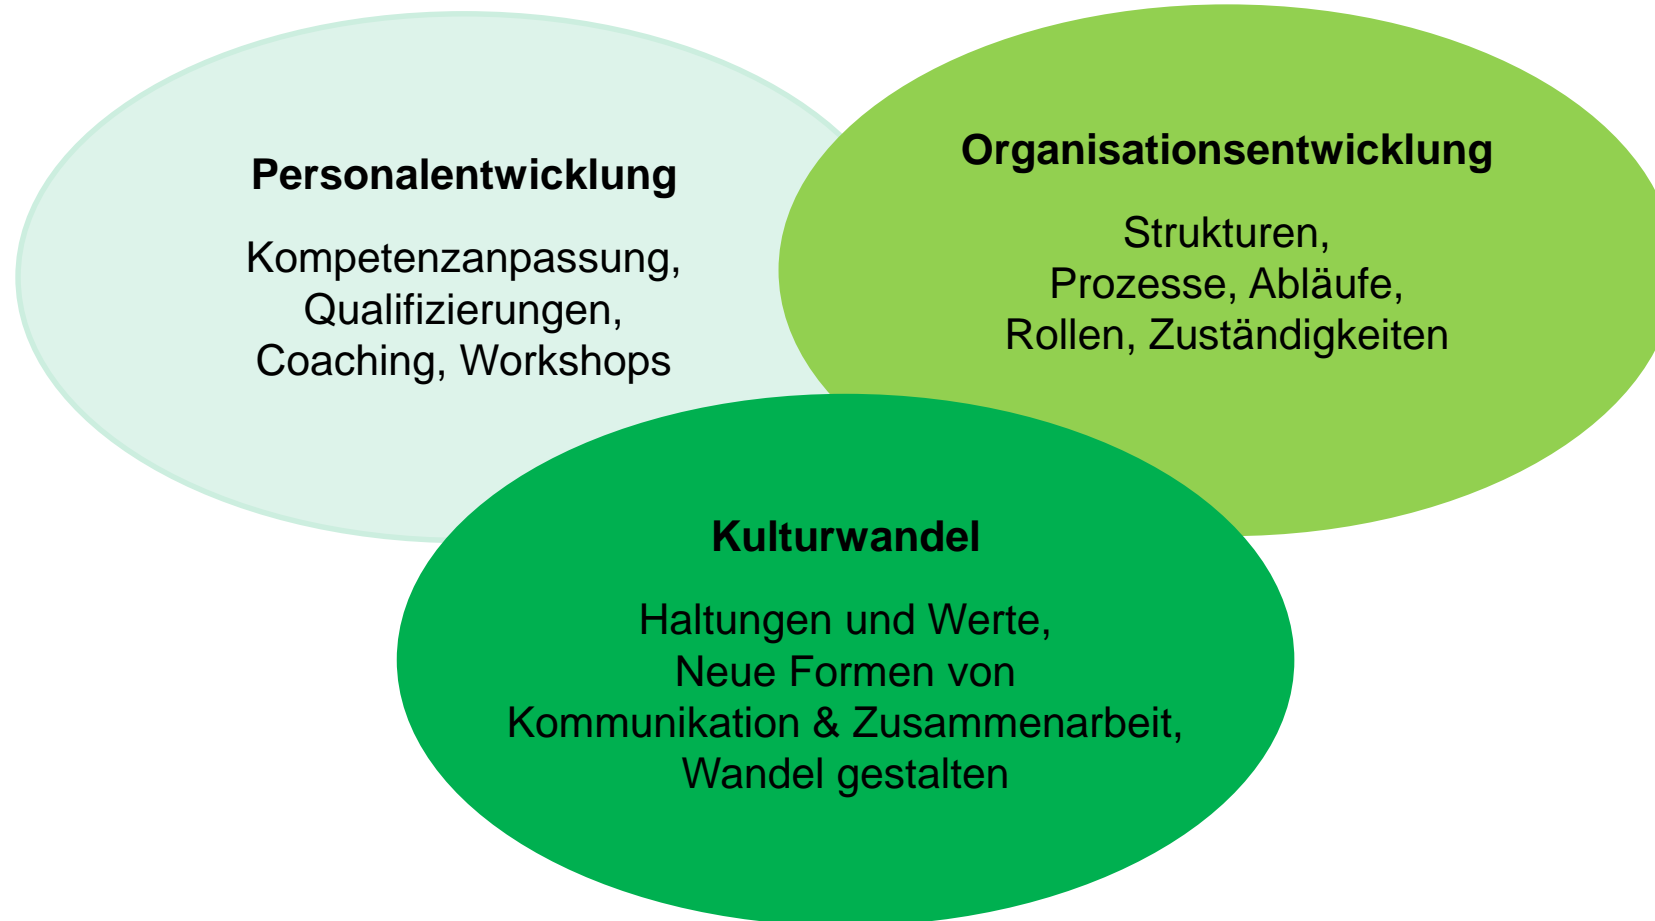 Personalentwicklung
Kompetenzanpassung,
Qualifizierungen,
Coaching, Workshops
Organisationsentwicklung
Strukturen,
Prozesse, Abläufe,
Rollen, Zuständigkeiten
Kulturwandel
Haltungen und Werte,
Neue Formen von
Kommunikation & Zusammenarbeit,
Wandel gestalten